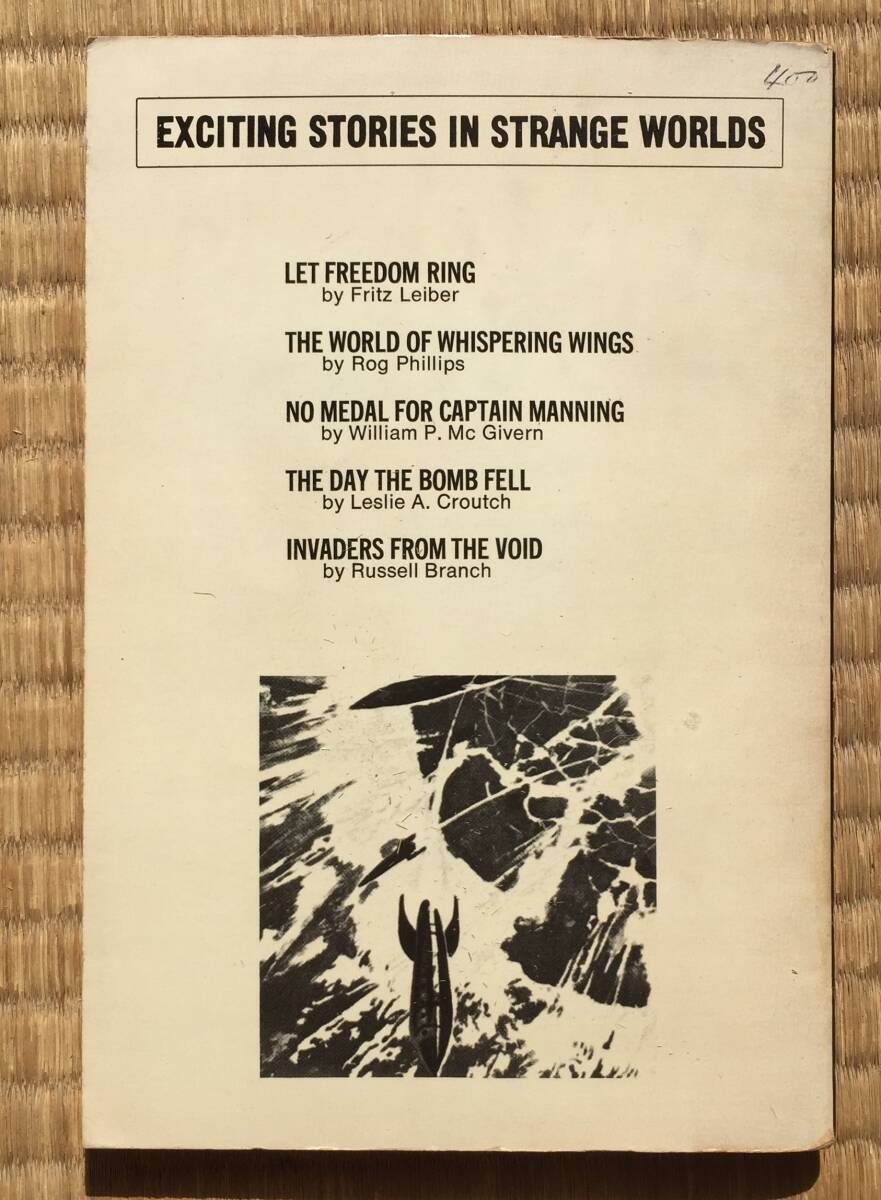 400
EXCITING STORIES IN STRANGE WORLDS
LET FREEDOM RING
by Fritz Leiber
THE WORLD OF WHISPERING WINGS
by Rog Phillips
NO MEDAL FOR CAPTAIN MANNING
by William P. Mc Givern
THE DAY THE BOMB FELL
by Leslie A. Croutch
INVADERS FROM THE VOID
by Russell Branch